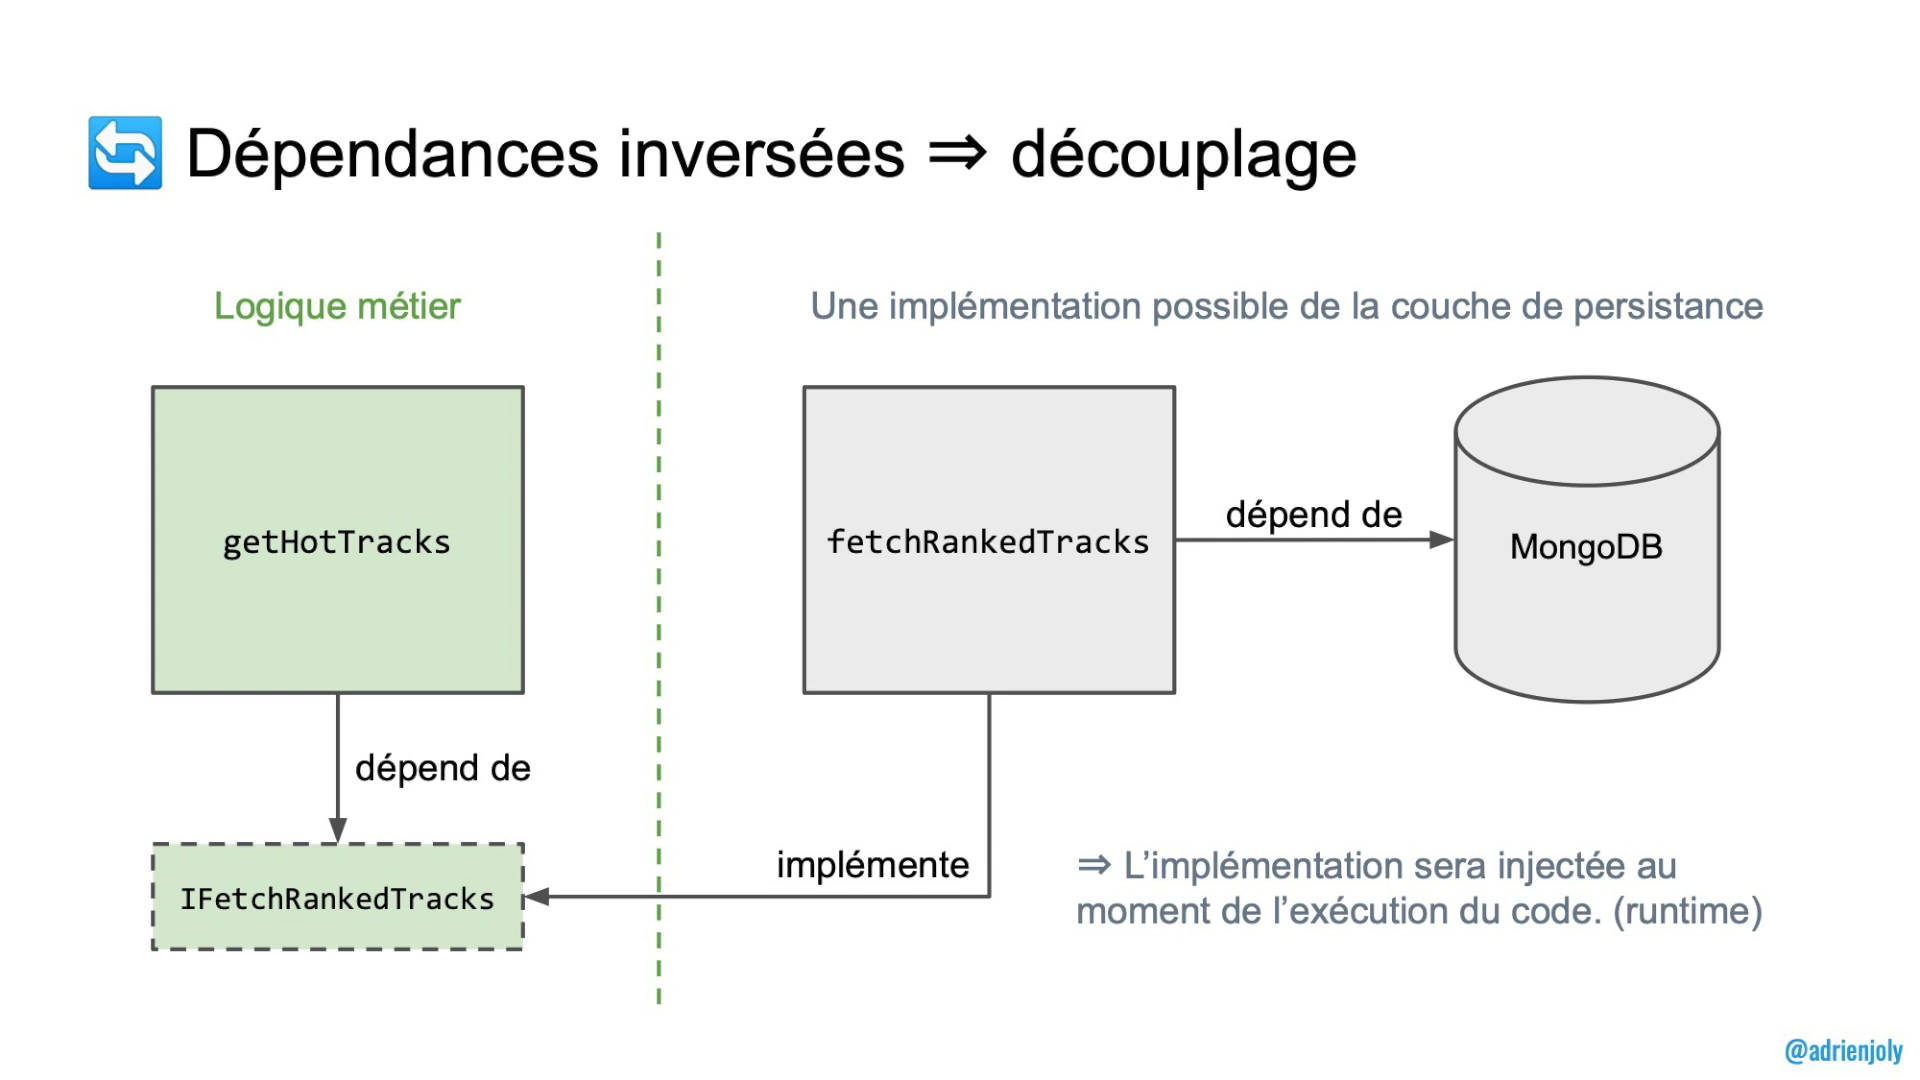 Dépendances inversées ⇒ découplage
Logique métier
Une implémentation possible de la couche de persistance
getHotTracks
fetchRankedTracks
dépend de
MongoDB
dépend de
IFetchRankedTracks
implémente
⇒ L’implémentation sera injectée au
moment de l’exécution du code. (runtime)
@adrienjoly